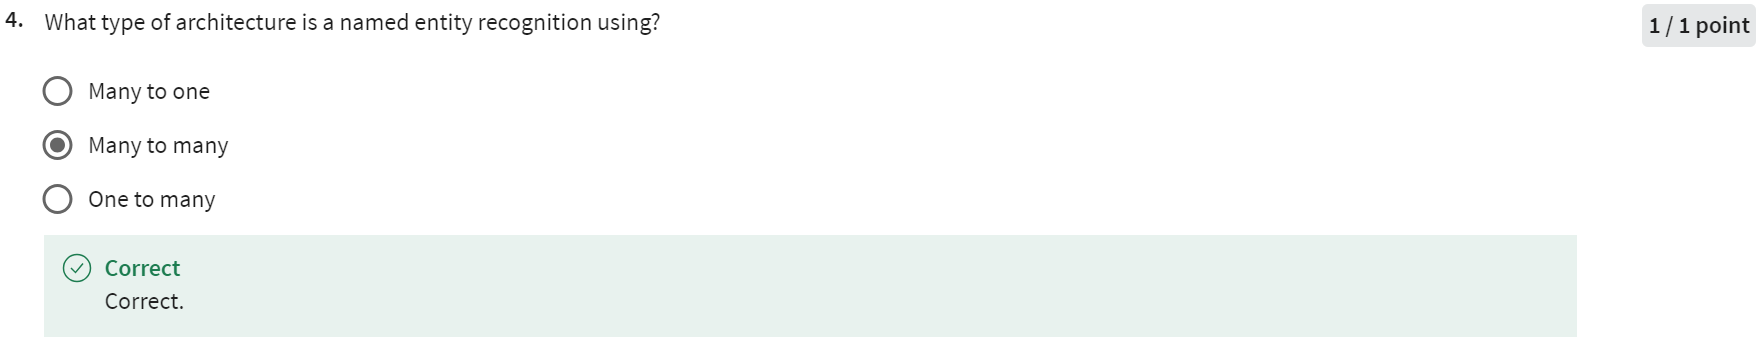 4. What type of architecture is a named entity recognition using?
1 / 1 point
Many to one
Many to many
One to many
Correct
Correct.